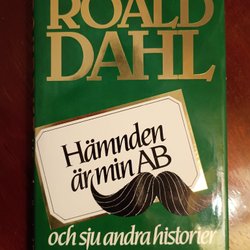 ROALD
DAHL
Hämnden
är min AB
och sju andra historier